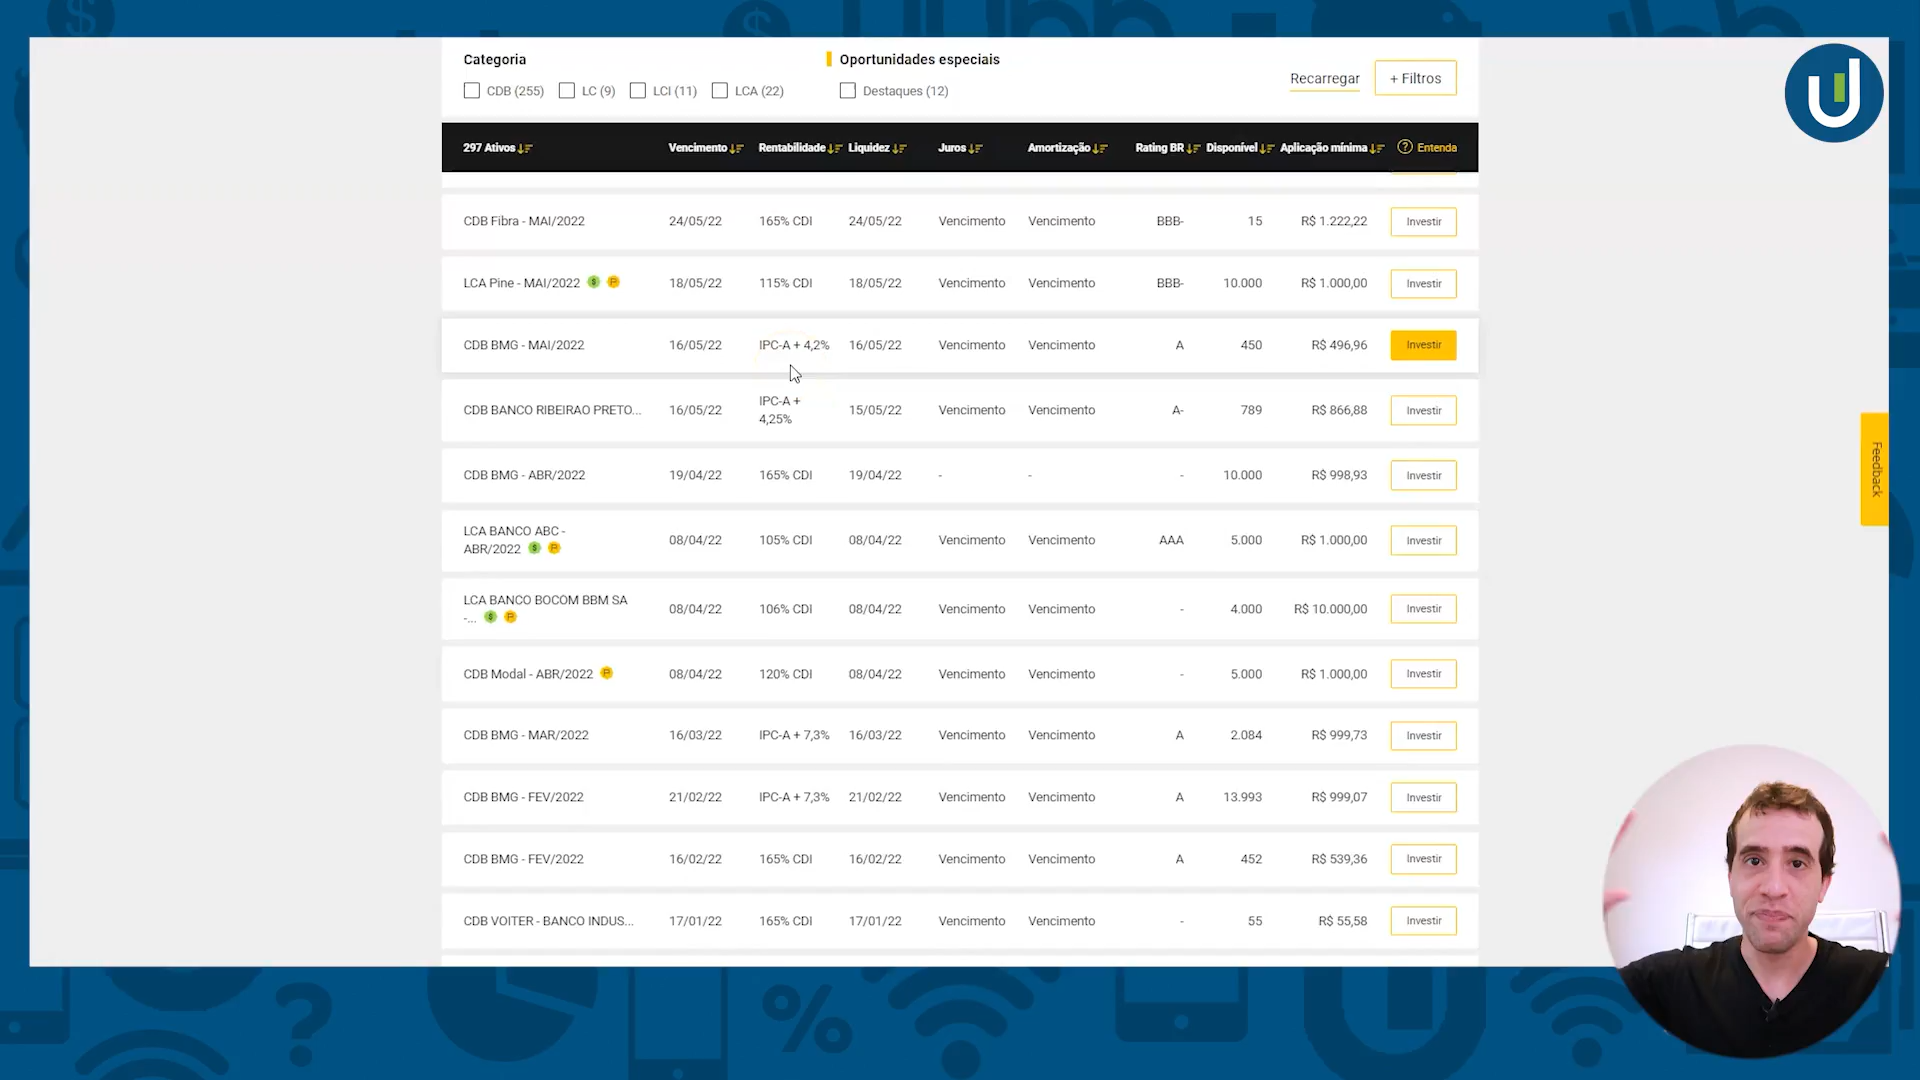 Categoria
Oportunidades especiais
CDB (255) LC (9) LCI (11) LCA (22) Destaques (12)
Recarregar + Filtros
297 Ativos Vencimento Rentabilidade Liquidez Juros Amortização Rating BR Disponível Aplicação mínima ? Entenda
CDB Fibra - MAI/2022 24/05/22 165% CDI 24/05/22 Vencimento Vencimento BBB- 15 R$ 1.222,22 Investir
LCA Pine - MAI/2022 $ P 18/05/22 115% CDI 18/05/22 Vencimento Vencimento BBB- 10.000 R$ 1.000,00 Investir
CDB BMG - MAI/2022 16/05/22 IPC-A + 4,2% 16/05/22 Vencimento Vencimento A 450 R$ 496,96 Investir
CDB BANCO RIBEIRAO PRETO... 16/05/22 IPC-A + 4,25% 15/05/22 Vencimento Vencimento A- 789 R$ 866,88 Investir
CDB BMG - ABR/2022 19/04/22 165% CDI 19/04/22 - - - 10.000 R$ 998,93 Investir
LCA BANCO ABC - ABR/2022 $ P 08/04/22 105% CDI 08/04/22 Vencimento Vencimento AAA 5.000 R$ 1.000,00 Investir
LCA BANCO BOCOM BBM SA -... $ P 08/04/22 106% CDI 08/04/22 Vencimento Vencimento - 4.000 R$ 10.000,00 Investir
CDB Modal - ABR/2022 P 08/04/22 120% CDI 08/04/22 Vencimento Vencimento - 5.000 R$ 1.000,00 Investir
CDB BMG - MAR/2022 16/03/22 IPC-A + 7,3% 16/03/22 Vencimento Vencimento A 2.084 R$ 999,73 Investir
CDB BMG - FEV/2022 21/02/22 IPC-A + 7,3% 21/02/22 Vencimento Vencimento A 13.993 R$ 999,07 Investir
CDB BMG - FEV/2022 16/02/22 165% CDI 16/02/22 Vencimento Vencimento A 452 R$ 539,36 Investir
CDB VOITER - BANCO INDUS... 17/01/22 165% CDI 17/01/22 Vencimento Vencimento - 55 R$ 55,58 Investir
Feedback